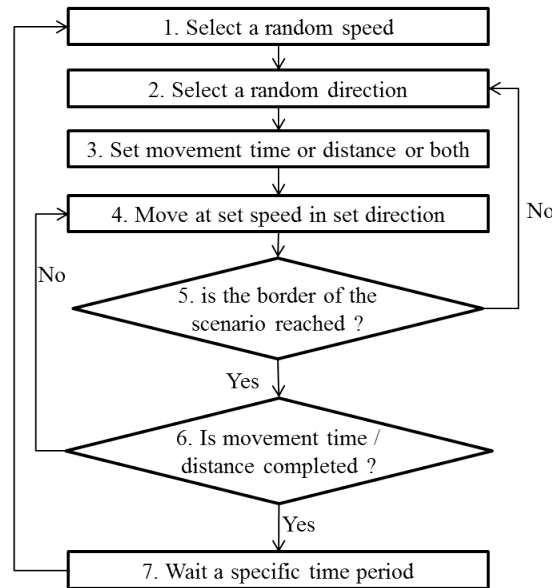 1. Select a random speed
2. Select a random direction
3. Set movement time or distance or both
4. Move at set speed in set direction
No
No
5. is the border of the
scenario reached ?
Yes
6. Is movement time /
distance completed ?
Yes
7. Wait a specific time period